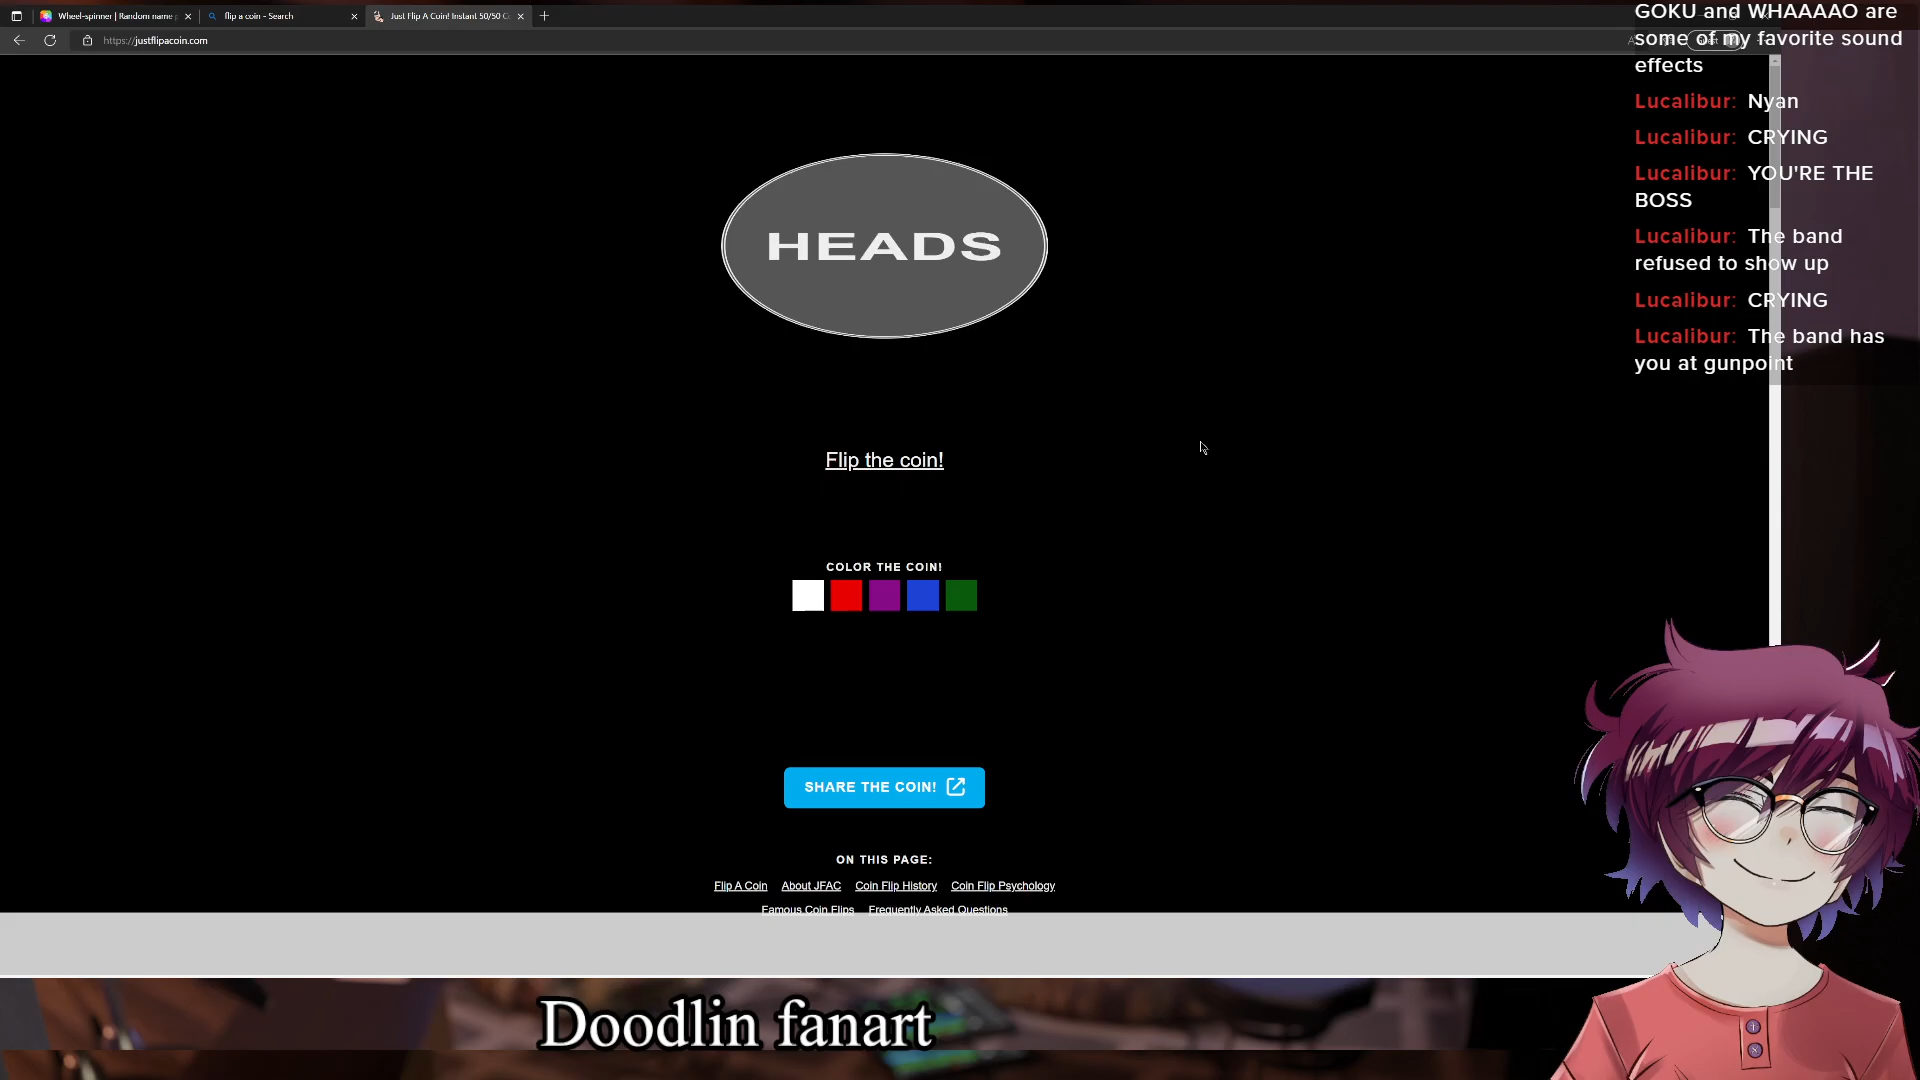 Wheel-spinner | Random name p
flip a coin - Search
Just Flip A Coin! Instant 50/50 C
https://justflipacoin.com
GOKU and WHAAAAO are
some of my favorite sound
effects
Lucalibur: Nyan
Lucalibur: CRYING
Lucalibur: YOU'RE THE
BOSS
Lucalibur: The band
refused to show up
Lucalibur: CRYING
Lucalibur: The band has
you at gunpoint
HEADS
Flip the coin!
COLOR THE COIN!
SHARE THE COIN!
ON THIS PAGE:
Flip A Coin About JFAC Coin Flip History Coin Flip Psychology
Famous Coin Flips Frequently Asked Questions
Doodlin fanart